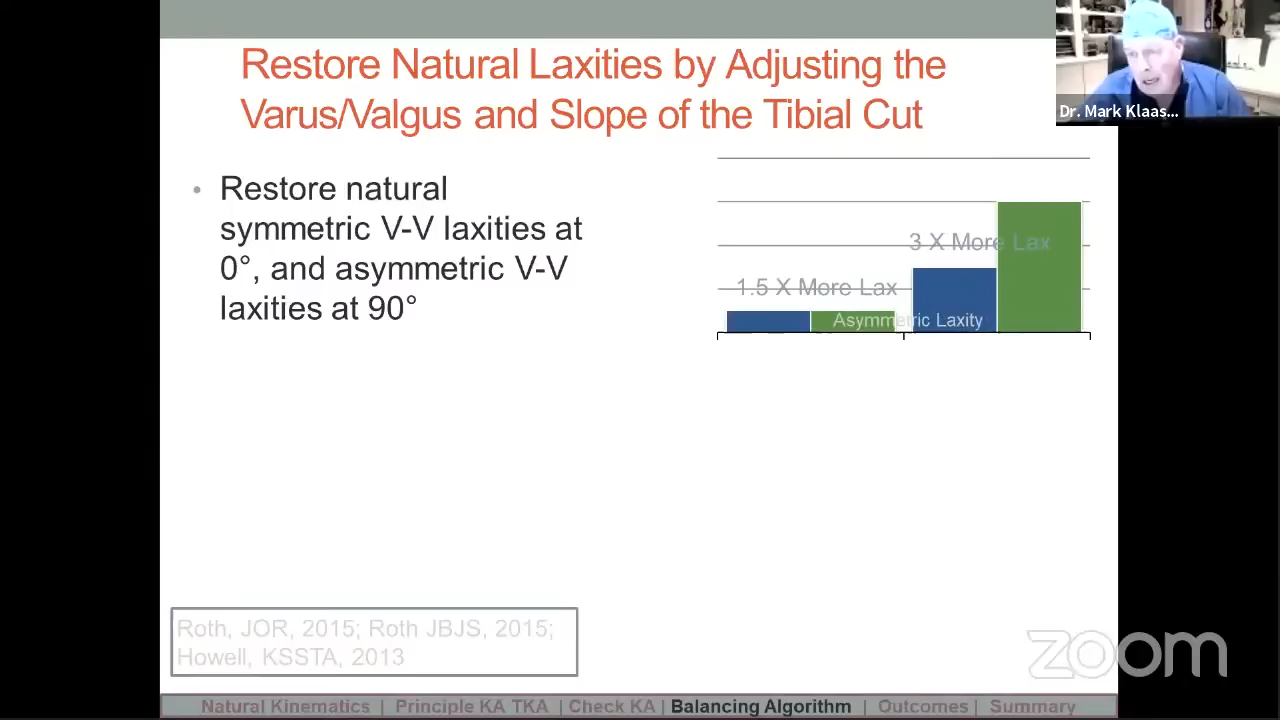 Restore Natural Laxities by Adjusting the
Varus/Valgus and Slope of the Tibial Cut
Dr. Mark Klaas...
• Restore natural
symmetric V-V laxities at
0°, and asymmetric V-V
laxities at 90°
3 X More Lax
1.5 X More Lax
Asymmetric Laxity
Roth, JOR, 2015; Roth JBJS, 2015;
Howell, KSSTA, 2013
zoom
Natural Kinematics | Principle KA TKA | Check KA | Balancing Algorithm | Outcomes | Summary